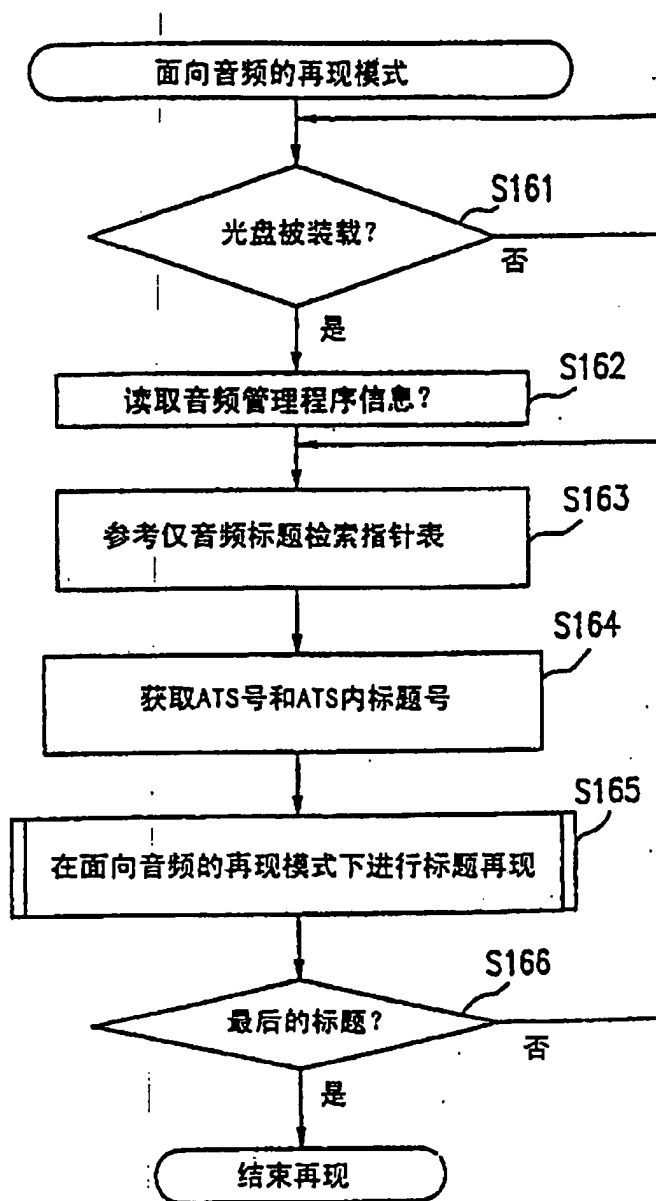 面向音频的再现模式
S161
光盘被装载?
否
是
S162
读取音频管理程序信息?
S163
参考仅音频标题检索指针表
S164
获取ATS号和ATS内标题号
S165
在面向音频的再现模式下进行标题再现
S166
最后的标题?
否
是
结束再现